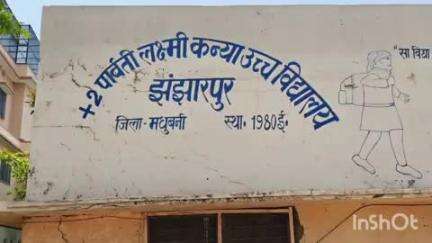 +2 पार्वती लक्ष्मी कन्या उच्च विद्यालय
झंझारपुर
जिला-मधुबनी स्था. 1980ई.
"सा विद्या
InShOt